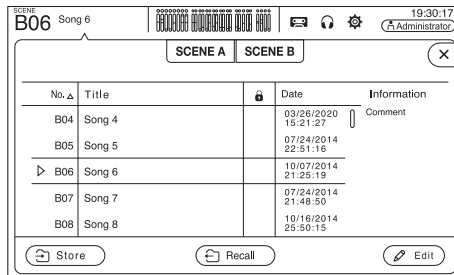 SCENE
B06 Song 6
19:30:17
Administrator
SCENE A SCENE B
No. Title Date Information
B04 Song 4 03/26/2020 15:21:27 Comment
B05 Song 5 07/24/2014 22:51:16
B06 Song 6 10/07/2014 21:25:19
B07 Song 7 07/24/2014 21:48:50
B08 Song 8 10/16/2014 25:50:15
Store Recall Edit